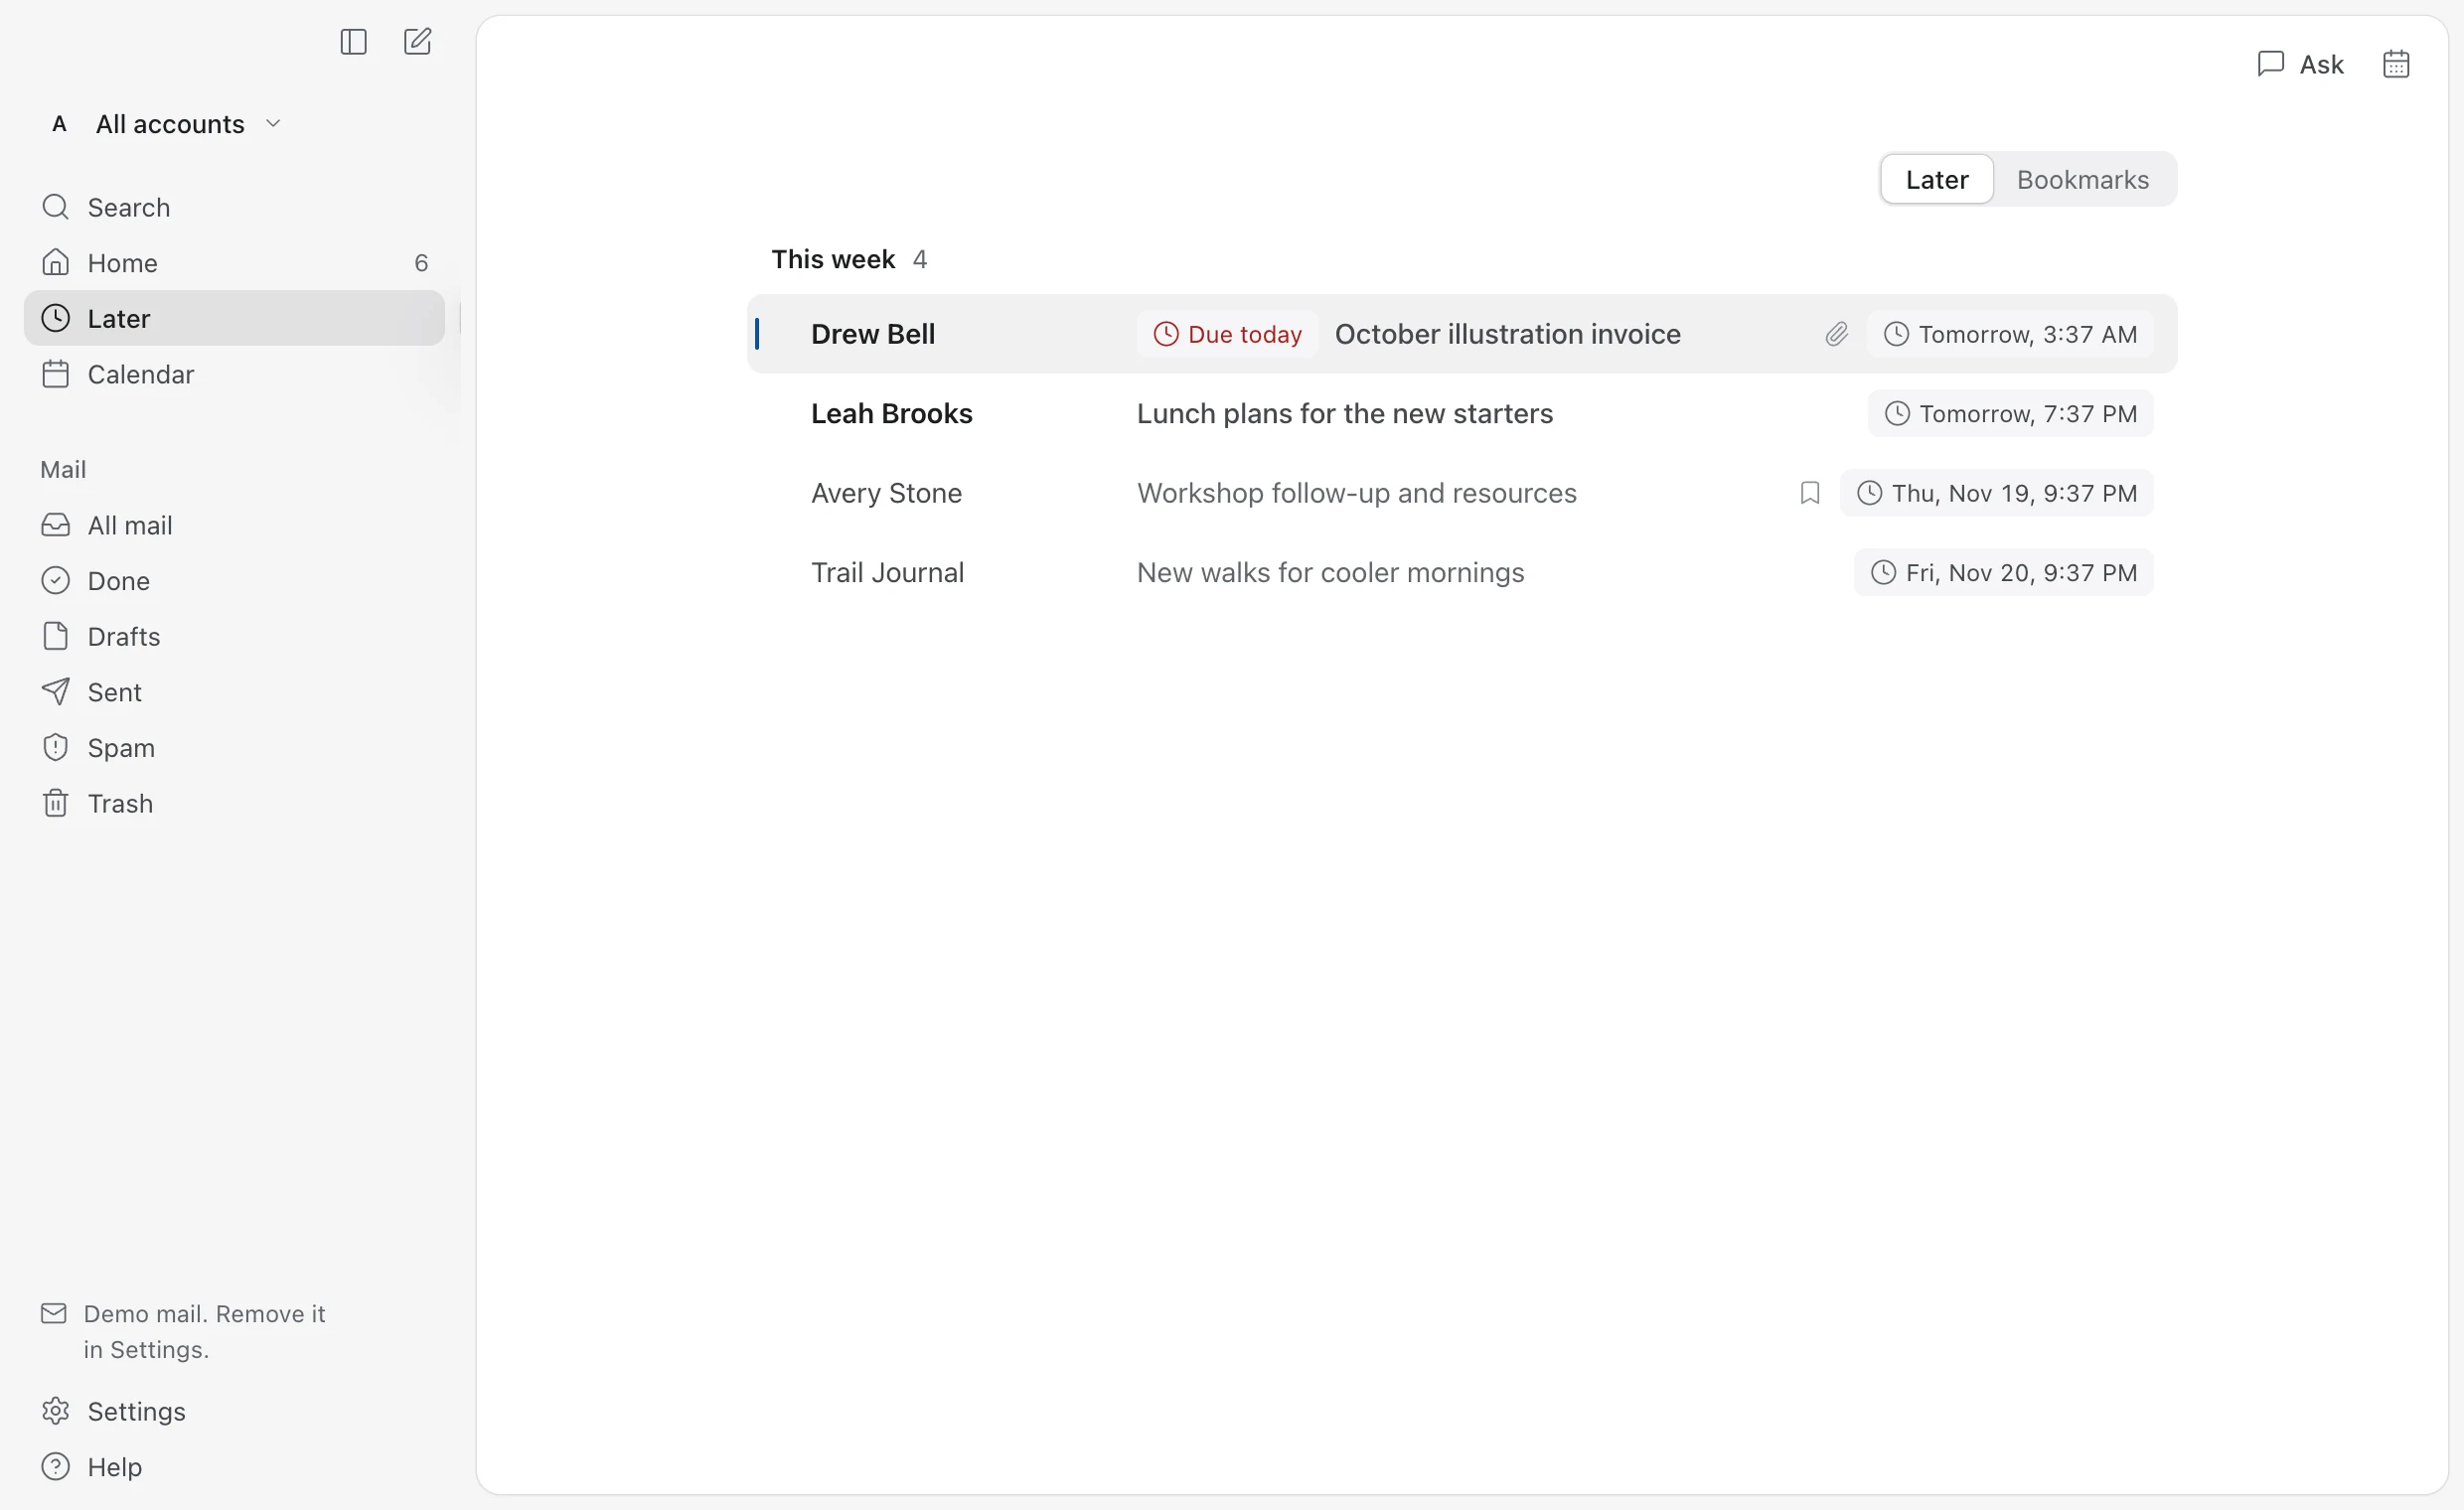 A All accounts
Search
Home 6
Later
Calendar
Mail
All mail
Done
Drafts
Sent
Spam
Trash
Demo mail. Remove it
in Settings.
Settings
Help
Ask
Later Bookmarks
This week 4
Drew Bell Due today October illustration invoice Tomorrow, 3:37 AM
Leah Brooks Lunch plans for the new starters Tomorrow, 7:37 PM
Avery Stone Workshop follow-up and resources Thu, Nov 19, 9:37 PM
Trail Journal New walks for cooler mornings Fri, Nov 20, 9:37 PM